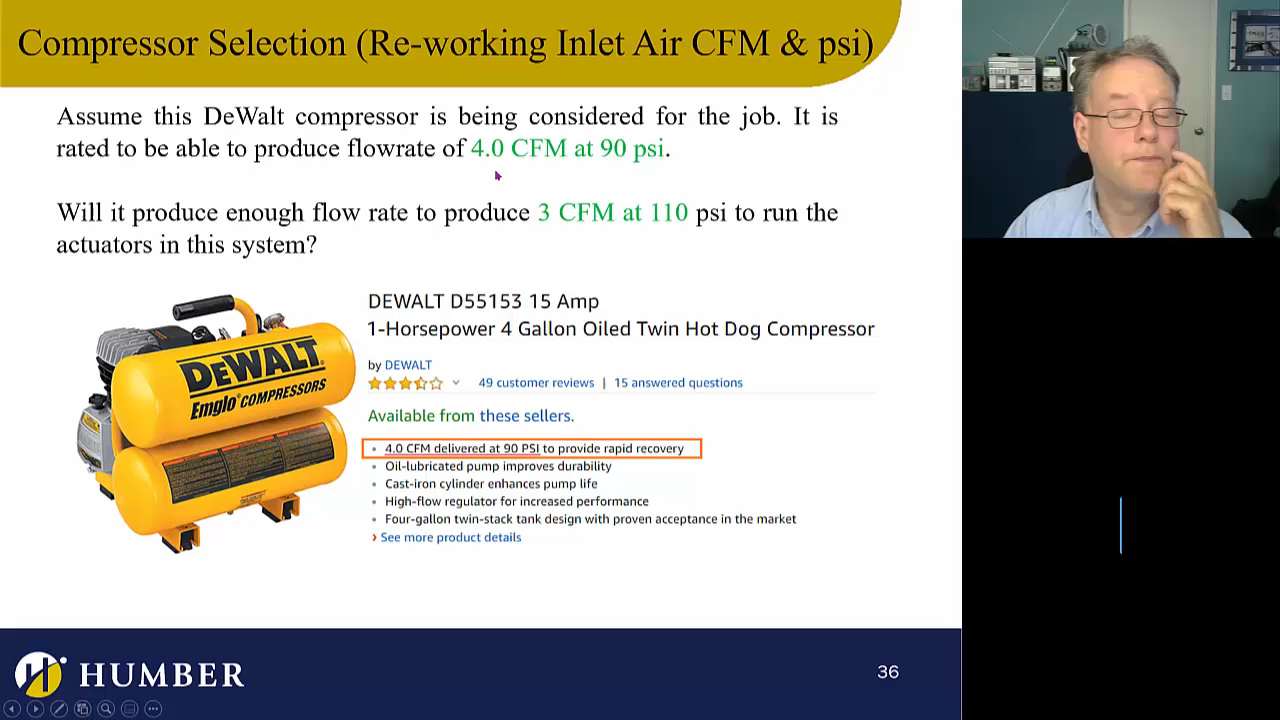 Compressor Selection (Re-working Inlet Air CFM & psi)
Assume this DeWalt compressor is being considered for the job. It is
rated to be able to produce flowrate of 4.0 CFM at 90 psi.
Will it produce enough flow rate to produce 3 CFM at 110 psi to run the
actuators in this system?
DEWALT
Emglo COMPRESSORS
DEWALT D55153 15 Amp
1-Horsepower 4 Gallon Oiled Twin Hot Dog Compressor
by DEWALT
49 customer reviews | 15 answered questions
Available from these sellers.
• 4.0 CFM delivered at 90 PSI to provide rapid recovery
• Oil-lubricated pump improves durability
• Cast-iron cylinder enhances pump life
• High-flow regulator for increased performance
• Four-gallon twin-stack tank design with proven acceptance in the market
› See more product details
HUMBER
36